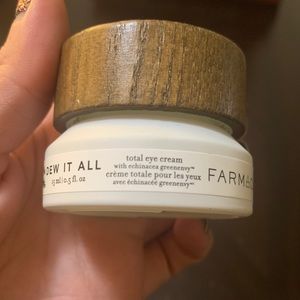 DEW IT ALL
15 ml | 0.5 fl. oz
total eye cream
with echinacea greenenvy™
crème totale pour les yeux
avec échinacée greenenvy™
FARMAC